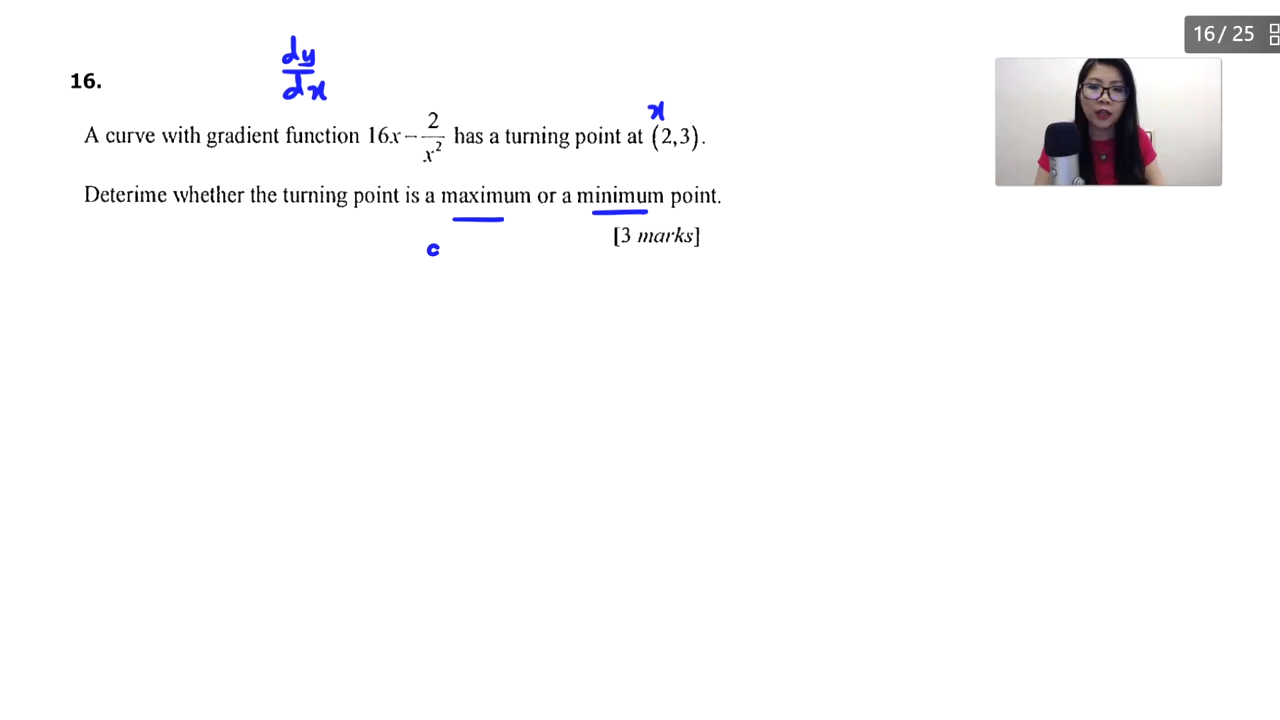 16 / 25
dy
dx
16.
x
A curve with gradient function 16x − 2/x² has a turning point at (2,3).
Deterime whether the turning point is a maximum or a minimum point.
[3 marks]
c